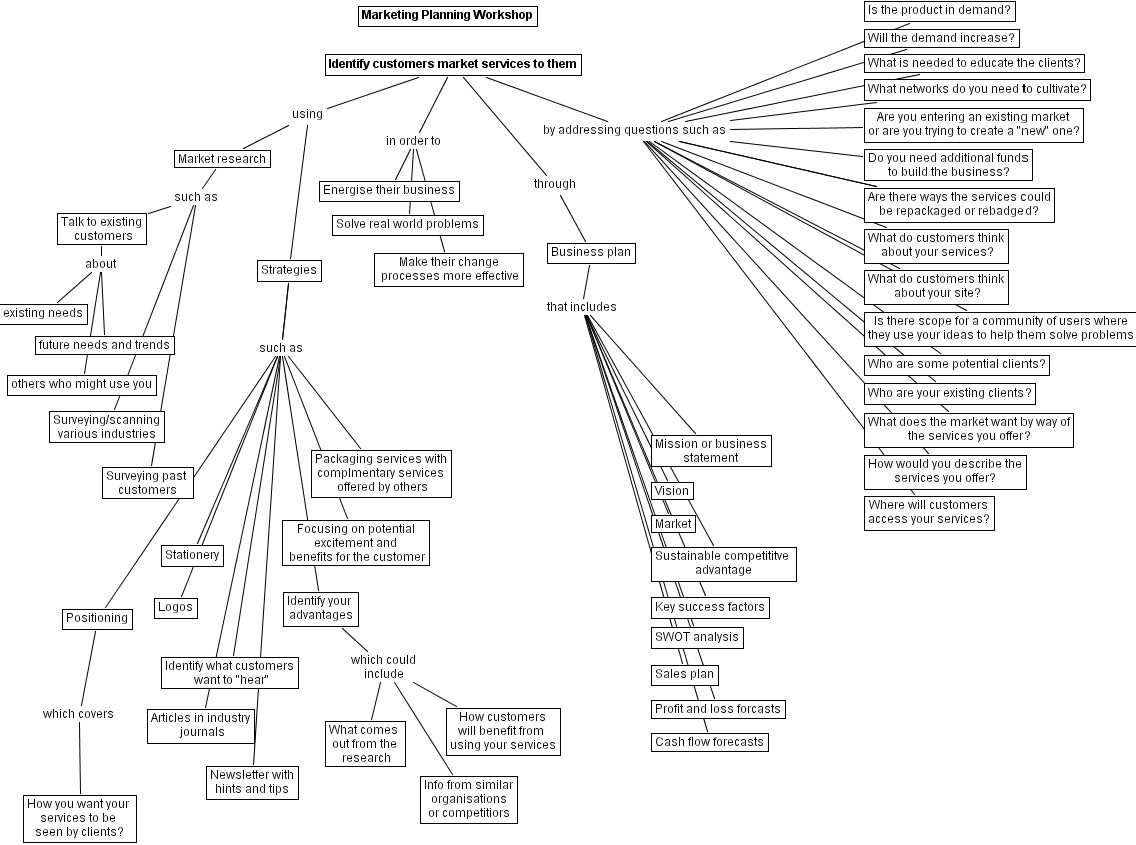 Marketing Planning Workshop
Identify customers market services to them
using
Market research
such as
Talk to existing
customers
about
existing needs
future needs and trends
others who might use you
Surveying/scanning
various industries
Surveying past
customers
Strategies
such as
Positioning
which covers
How you want your
services to be
seen by clients?
Stationery
Logos
Identify what customers
want to "hear"
Articles in industry
journals
Newsletter with
hints and tips
Packaging services with
complmentary services
offered by others
Focusing on potential
excitement and
benefits for the customer
Identify your
advantages
which could
include
What comes
out from the
research
Info from similar
organisations
or competitiors
How customers
will benefit from
using your services
in order to
Energise their business
Solve real world problems
Make their change
processes more effective
through
Business plan
that includes
Mission or business
statement
Vision
Market
Sustainable competititve
advantage
Key success factors
SWOT analysis
Sales plan
Profit and loss forcasts
Cash flow forecasts
by addressing questions such as
Is the product in demand?
Will the demand increase?
What is needed to educate the clients?
What networks do you need to cultivate?
Are you entering an existing market
or are you trying to create a "new" one?
Do you need additional funds
to build the business?
Are there ways the services could
be repackaged or rebadged?
What do customers think
about your services?
What do customers think
about your site?
Is there scope for a community of users where
they use your ideas to help them solve problems
Who are some potential clients?
Who are your existing clients?
What does the market want by way of
the services you offer?
How would you describe the
services you offer?
Where will customers
access your services?